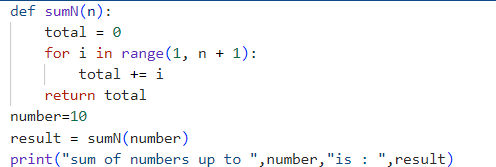 def sumN(n):
    total = 0
    for i in range(1, n + 1):
        total += i
    return total
number=10
result = sumN(number)
print("sum of numbers up to ",number,"is : ",result)